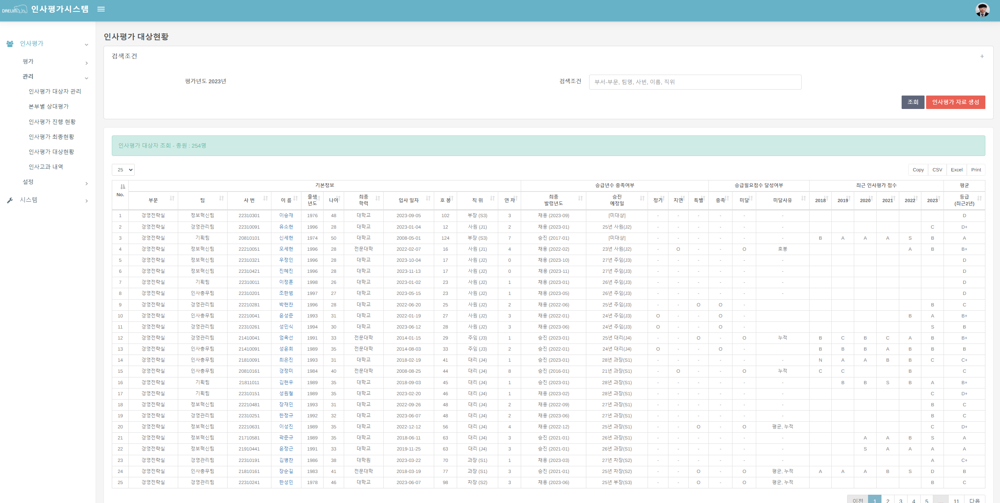 DAELIM 인사평가시스템
인사평가
평가
관리
인사평가 대상자 관리
본부별 상대평가
인사평가 진행 현황
인사평가 최종현황
인사평가 대상현황
인사고과 내역
설정
시스템
인사평가 대상현황
검색조건 +
평가년도 2023년 검색조건 부서-부문, 팀명, 사번, 이름, 직위
조회 인사평가 자료 생성
인사평가 대상자 조회 - 총원 : 254명
25 Copy CSV Excel Print
No. 기본정보 승급년수 충족여부 승급필요점수 달성여부 최근 인사평가 점수 평균
부문 팀 사 번 이 름 출생년도 나이 최종학력 입사 일자 호 봉 직 위 연 차 최종발령년도 승진예정일 정기 지연 특별 충족 미달 미달사유 2018 2019 2020 2021 2022 2023 등급(최근2년)
1 경영전략실 정보혁신팀 22310301 이승재 1976 48 대학교 2023-09-05 102 부장 (S3) 3 채용 (2023-09) [미대상] - - - - - - D
2 경영전략실 경영관리팀 22310091 유소현 1996 28 대학교 2023-01-04 12 사원 (J1) 2 채용 (2023-01) 25년 사원(J2) - - - - - - C D+
3 경영전략실 기획팀 20810101 신세현 1974 50 대학교 2008-05-01 124 부장 (S3) 7 승진 (2017-01) [미대상] - - - - - - B A A A S B A
4 경영전략실 정보혁신팀 22210051 오세현 1996 28 전문대학 2022-02-07 16 사원 (J1) 4 채용 (2022-02) 23년 사원(J2) - O - - O 호봉 A B B+
5 경영전략실 정보혁신팀 22310321 우정인 1996 28 대학교 2023-10-04 17 사원 (J2) 0 채용 (2023-10) 27년 주임(J3) - - - - - - D
6 경영전략실 정보혁신팀 22310421 진혜진 1996 28 대학교 2023-11-13 17 사원 (J2) 0 채용 (2023-11) 27년 주임(J3) - - - - - - D
7 경영전략실 기획팀 22310011 이정훈 1998 26 대학교 2023-01-02 23 사원 (J2) 1 채용 (2023-01) 26년 주임(J3) - - - - - - D
8 경영전략실 인사총무팀 22310201 조한범 1997 27 대학교 2023-05-15 23 사원 (J2) 1 채용 (2023-05) 26년 주임(J3) - - - - - - D
9 경영전략실 경영관리팀 22210281 박현찬 1996 28 대학교 2022-06-20 25 사원 (J2) 2 채용 (2022-06) 25년 주임(J3) - - O O - B C
10 경영전략실 인사총무팀 22210041 윤성준 1993 31 대학교 2022-01-19 27 사원 (J2) 3 채용 (2022-01) 24년 주임(J3) O - - O - B A B+
11 경영전략실 경영관리팀 22310261 성민식 1994 30 대학교 2023-06-12 28 사원 (J2) 3 채용 (2023-06) 24년 주임(J3) O - - O - S B
12 경영전략실 경영관리팀 21410041 엄옥선 1991 33 전문대학 2014-01-15 29 주임 (J3) 1 승진 (2023-01) 25년 대리(J4) - - O - O 누적 B C B C A B B+
13 경영전략실 인사총무팀 21410091 성윤희 1989 35 전문대학 2014-08-03 33 주임 (J3) 2 승진 (2022-01) 24년 대리(J4) O - - O - B B B A B B B
14 경영전략실 인사총무팀 21810091 최은진 1993 31 대학교 2018-02-19 41 대리 (J4) 1 승진 (2023-01) 28년 과장(S1) - - - - - - N A A B B C C+
15 경영전략실 인사총무팀 20810161 경정미 1984 40 전문대학 2008-08-25 44 대리 (J4) 8 승진 (2016-01) 21년 과장(S1) - O - - O 누적 C C B C
16 경영전략실 기획팀 21811011 김현우 1989 35 대학교 2018-09-03 45 대리 (J4) 1 승진 (2023-01) 28년 과장(S1) - - - - - - B B S B A B+
17 경영전략실 기획팀 22310151 성원철 1989 35 대학교 2023-02-20 46 대리 (J4) 1 채용 (2023-02) 28년 과장(S1) - - - - - - C D+
18 경영전략실 정보혁신팀 22210481 장재민 1993 31 대학교 2022-09-26 48 대리 (J4) 2 채용 (2022-09) 27년 과장(S1) - - - - - - B C
19 경영전략실 경영관리팀 22310251 한정규 1992 32 대학교 2023-06-07 48 대리 (J4) 2 채용 (2023-06) 27년 과장(S1) - - - - - - B C
20 경영전략실 정보혁신팀 22210631 이성진 1989 35 대학교 2022-12-12 56 대리 (J4) 4 채용 (2022-12) 25년 과장(S1) - - O - O 평균, 누적 C D+
21 경영전략실 정보혁신팀 21710581 곽준규 1989 35 대학교 2018-06-11 63 대리 (J4) 3 승진 (2021-01) 26년 과장(S1) - - - - - - A A B S A
22 경영전략실 정보혁신팀 21910441 윤정근 1991 33 대학교 2019-11-25 63 대리 (J4) 3 승진 (2021-01) 26년 과장(S1) - - - - - - S A A A A
23 경영전략실 경영관리팀 22310191 김병찬 1986 38 대학원 2023-03-22 70 과장 (S1) 1 채용 (2023-03) 27년 차장(S2) - - - - - - A C+
24 경영전략실 인사총무팀 21810161 장순길 1983 41 전문대학 2018-03-19 77 과장 (S1) 3 승진 (2021-01) 25년 차장(S2) - - O - O 평균, 누적 A A A B S D B
25 경영전략실 경영관리팀 22310241 한성민 1978 46 대학교 2023-06-07 98 차장 (S2) 3 채용 (2023-06) 25년 부장(S3) - - O - O 평균, 누적 B C
이전 1 2 3 4 5 ... 11 다음